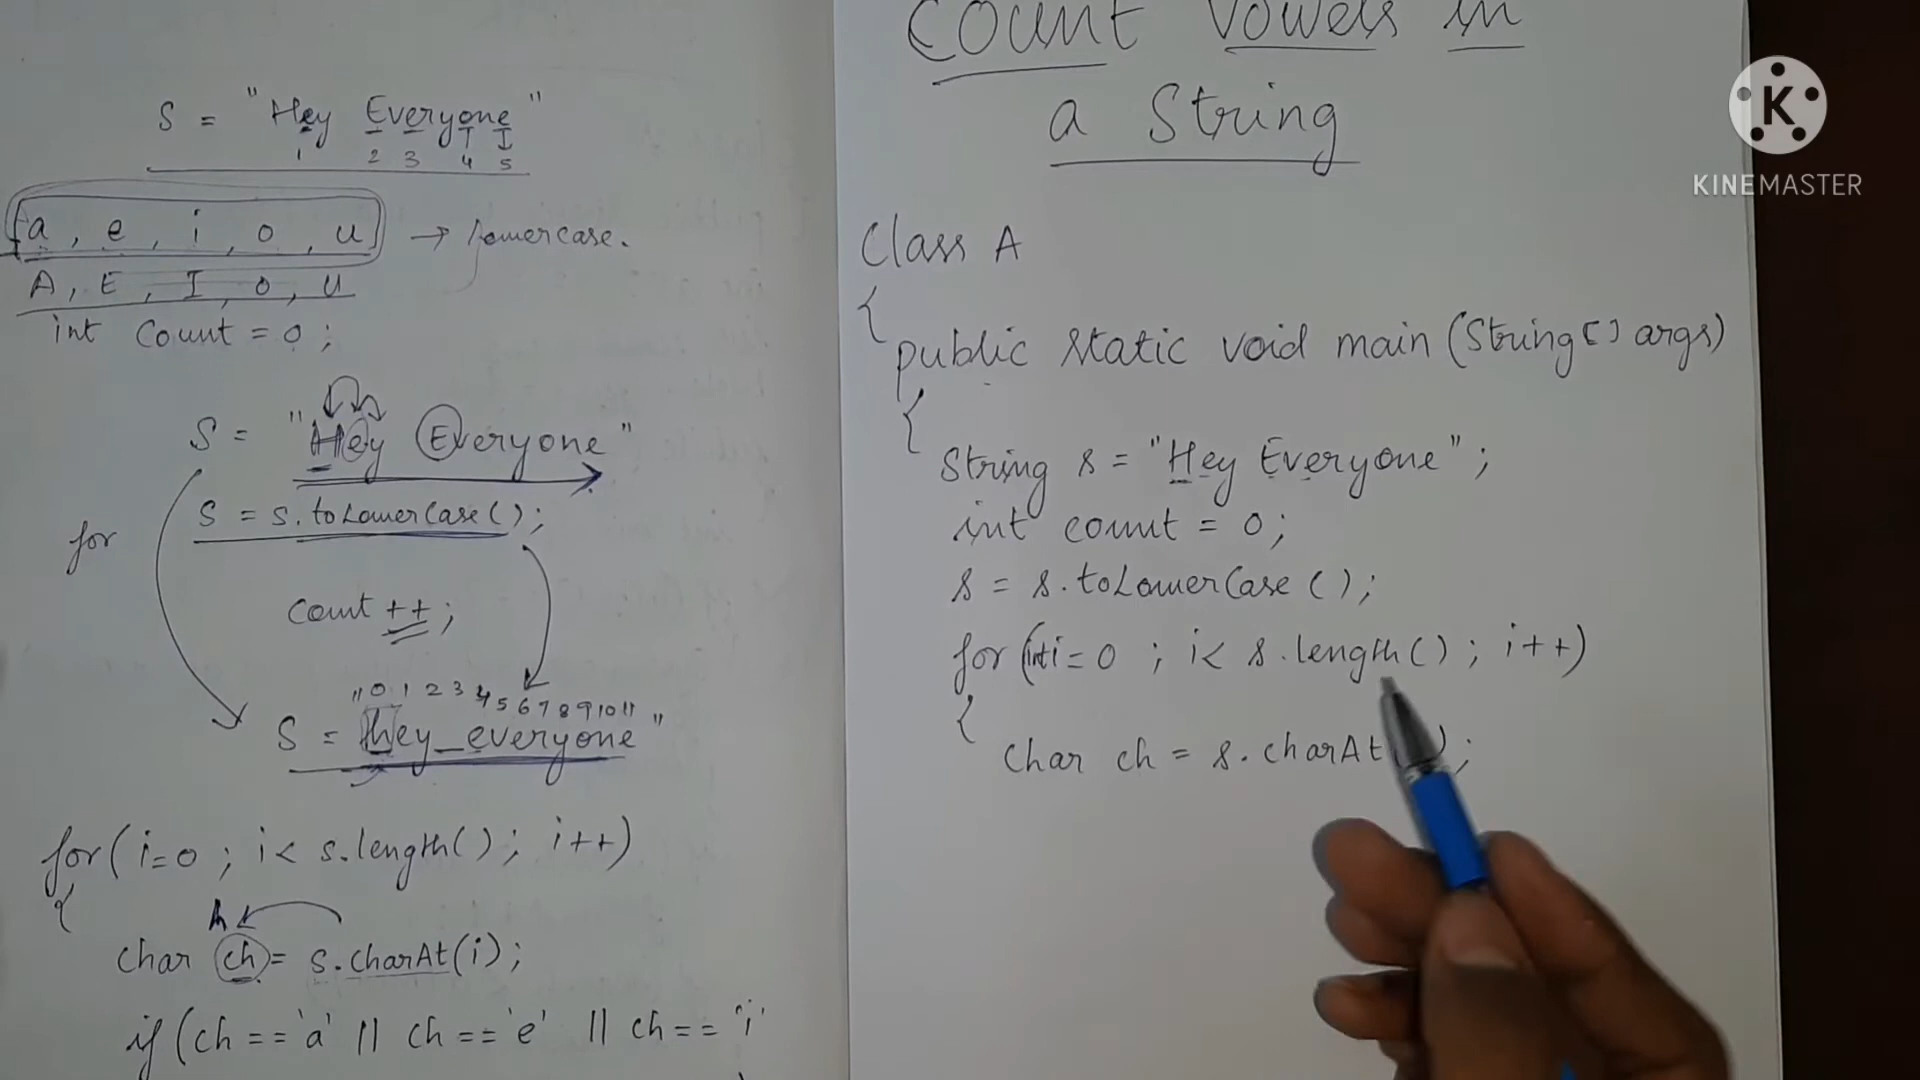 S = "Hey Everyone"
1 2 3 4 5
a, e, i, o, u → lowercase.
A, E, I, O, U
int Count = 0;
S = "Hey Everyone"
for
S = s.toLowerCase();
Count ++;
"0 1 2 3 4 5 6 7 8 9 10 11"
S = hey_everyone"
for(i=0 ; i< s.length(); i++)
{
h
char ch = s.charAt(i);
if (ch == 'a' || ch == 'e' || ch == 'i'
Count Vowels in
a String
Class A
{
public static void main (String[] args)
{
String s = "Hey Everyone";
int count = 0;
s = s.toLowerCase();
for (int i=0 ; i< s.length(); i++)
{
Char ch = s.charAt( );
K
KINEMASTER